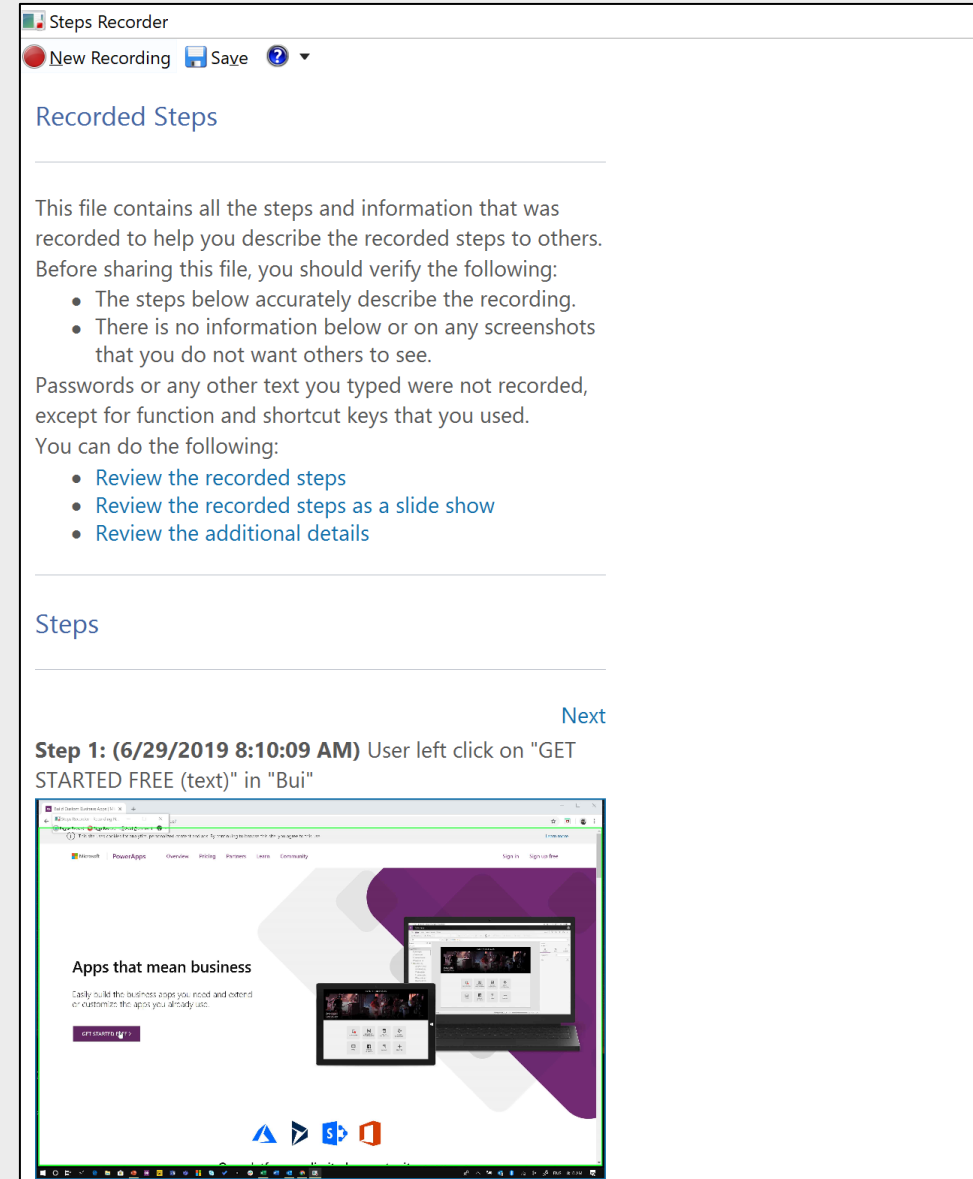 Steps Recorder
New Recording Save
Recorded Steps
This file contains all the steps and information that was
recorded to help you describe the recorded steps to others.
Before sharing this file, you should verify the following:
The steps below accurately describe the recording.
There is no information below or on any screenshots
that you do not want others to see.
Passwords or any other text you typed were not recorded,
except for function and shortcut keys that you used.
You can do the following:
Review the recorded steps
Review the recorded steps as a slide show
Review the additional details
Steps
Next
Step 1: (6/29/2019 8:10:09 AM) User left click on "GET
STARTED FREE (text)" in "Bui"
Microsoft PowerApps Overview Pricing Partners Learn Community Sign in Sign up free
Apps that mean business
Easily build the business apps you need and extend
or customize the apps you already use.
GET STARTED